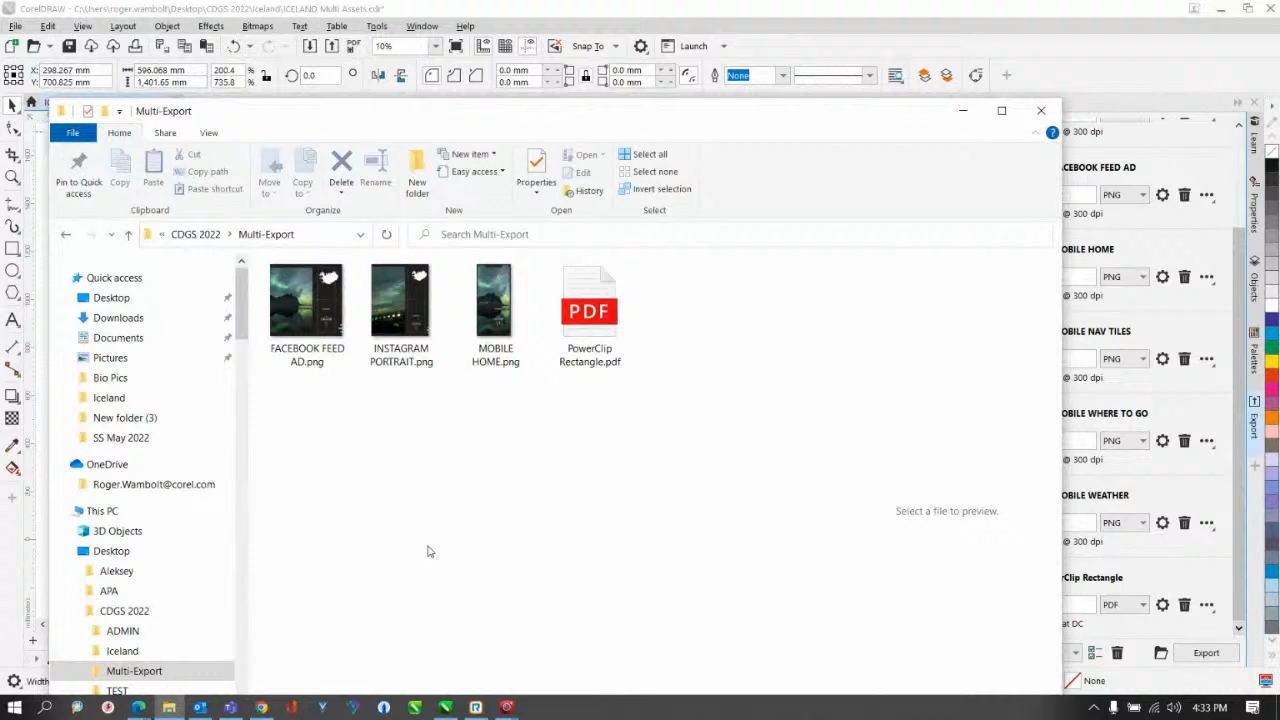 CorelDRAW - C:\Users\roger.wambolt\Desktop\CDGS 2022\Iceland\ICELAND Multi Assets.cdr*
File Edit View Layout Object Effects Bitmaps Text Table Tools Window Help
PDF 10% Snap To Launch
X: 298.267 mm 596.068 mm 200.4 % 0.0 0.0 mm 0.0 mm None
Y: 700.825 mm 1,401.65 mm 735.8 % 0.0 mm 0.0 mm
Multi-Export
File Home Share View
Pin to Quick access
Copy
Paste
Cut
Copy path
Paste shortcut
Clipboard
Move to
Copy to
Delete
Rename
Organize
New folder
New item
Easy access
New
Properties
Open
Edit
History
Open
Select all
Select none
Invert selection
Select
« CDGS 2022 > Multi-Export
Search Multi-Export
Quick access
Desktop
Downloads
Documents
Pictures
Bio Pics
Iceland
New folder (3)
SS May 2022
OneDrive
Roger.Wambolt@corel.com
This PC
3D Objects
Desktop
Aleksey
APA
CDGS 2022
ADMIN
Iceland
Multi-Export
TEST
FACEBOOK FEED AD.png
INSTAGRAM PORTRAIT.png
MOBILE HOME.png
PDF
PowerClip Rectangle.pdf
Select a file to preview.
@ 300 dpi
ACEBOOK FEED AD
PNG
@ 300 dpi
OBILE HOME
PNG
@ 300 dpi
OBILE NAV TILES
PNG
@ 300 dpi
OBILE WHERE TO GO
PNG
@ 300 dpi
OBILE WEATHER
PNG
@ 300 dpi
rClip Rectangle
PDF
at DC
Export
Learn
Properties
Objects
Palettes
Export
Width
None
4:33 PM